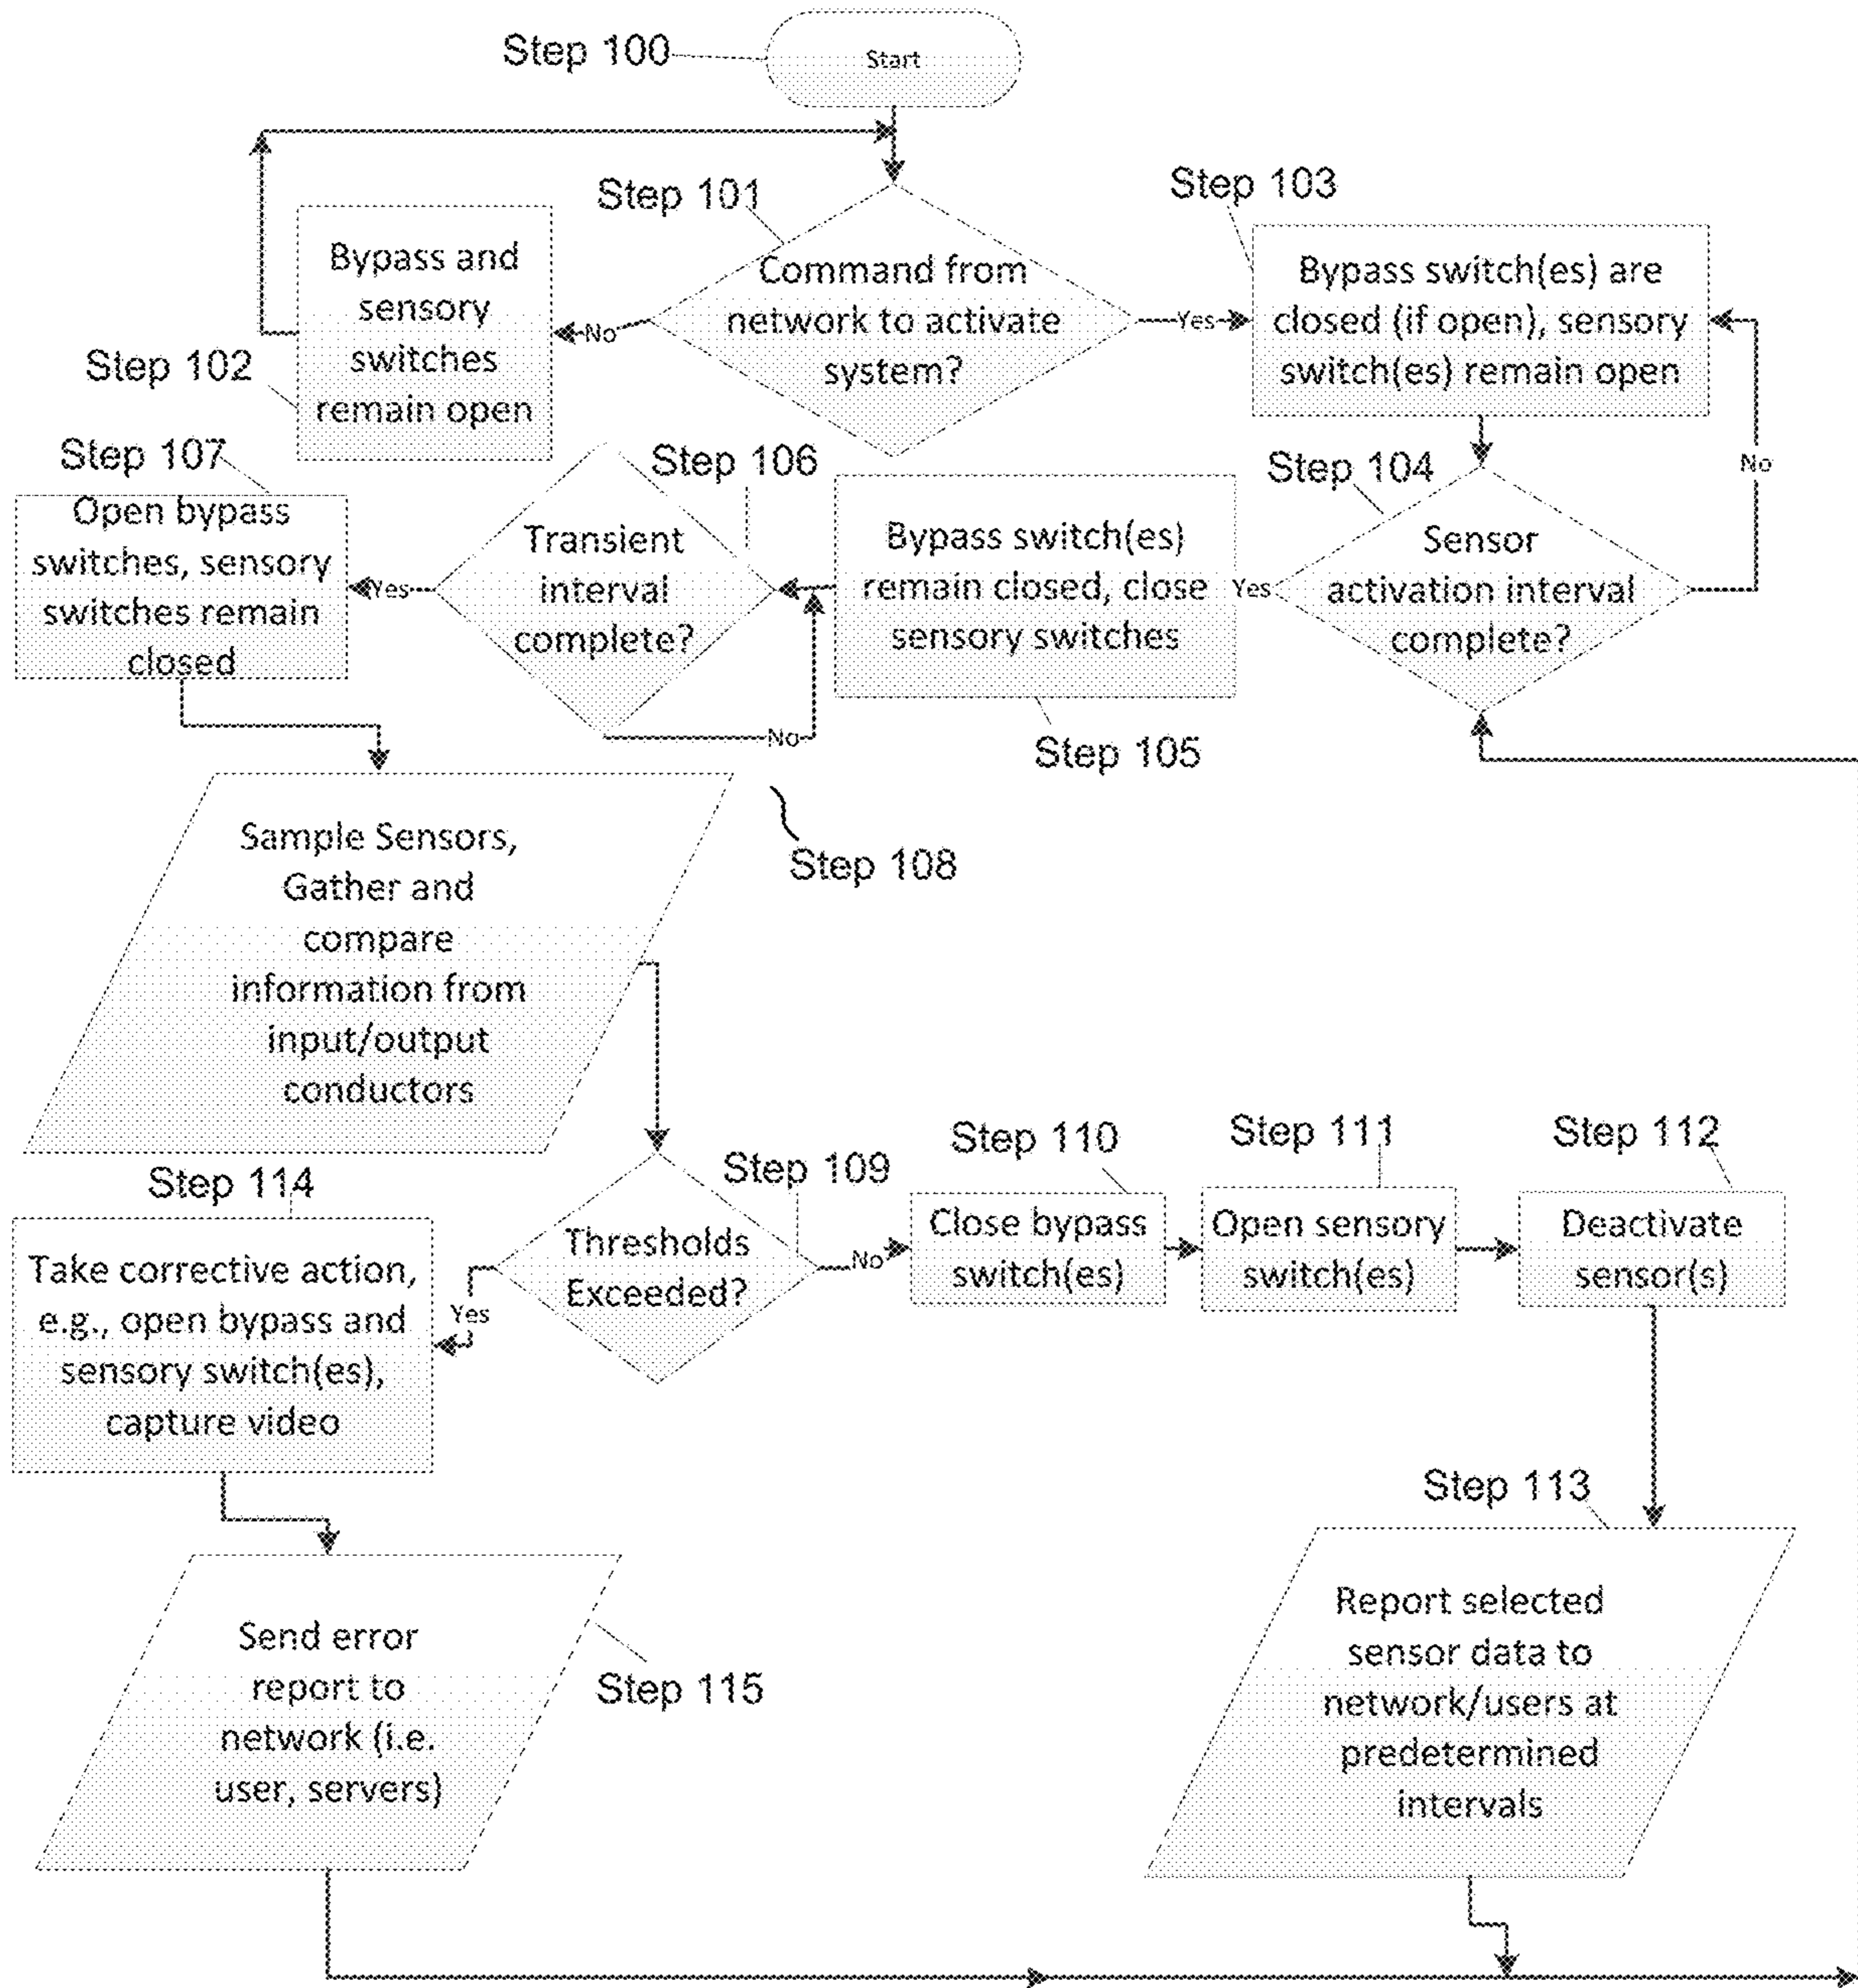 Step 100
Start
Step 101
Command from
network to activate
system?
No
Yes
Step 102
Bypass and
sensory
switches
remain open
Step 103
Bypass switch(es) are
closed (if open), sensory
switch(es) remain open
Step 104
Sensor
activation interval
complete?
No
Yes
Step 105
Bypass switch(es)
remain closed, close
sensory switches
Step 106
Transient
interval
complete?
No
Yes
Step 107
Open bypass
switches, sensory
switches remain
closed
Step 108
Sample Sensors,
Gather and
compare
information from
input/output
conductors
Step 109
Thresholds
Exceeded?
No
Yes
Step 110
Close bypass
switch(es)
Step 111
Open sensory
switch(es)
Step 112
Deactivate
sensor(s)
Step 113
Report selected
sensor data to
network/users at
predetermined
intervals
Step 114
Take corrective action,
e.g., open bypass and
sensory switch(es),
capture video
Step 115
Send error
report to
network (i.e.
user, servers)